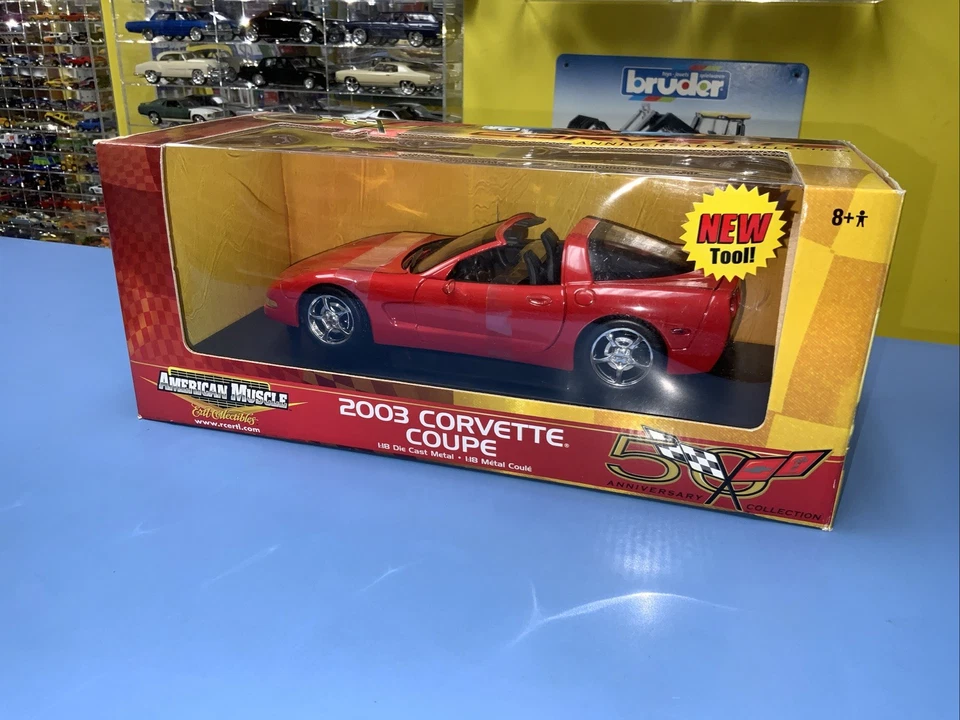 bruder
NEW
Tool!
8+
AMERICAN MUSCLE
Ertl Collectibles
www.rcertl.com
2003 CORVETTE®
COUPE
1:18 Die Cast Metal • 1:18 Métal Coulé
50
ANNIVERSARY
COLLECTION